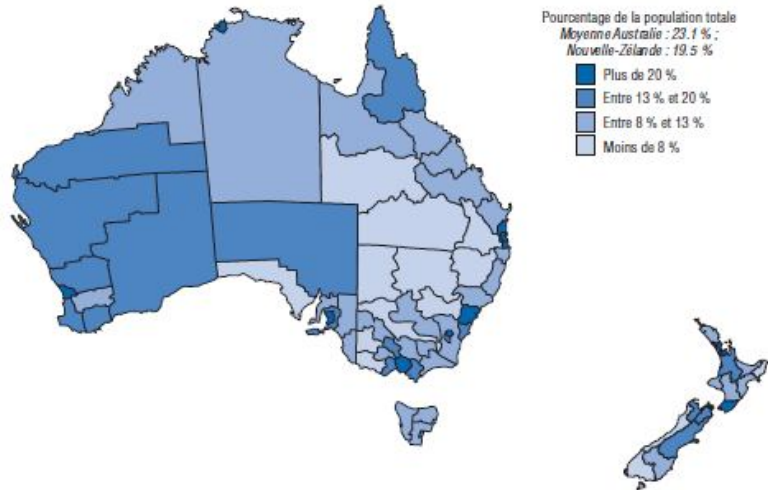 Pourcentage de la population totale
Moyenne Australie : 23.1 % ;
Nouvelle-Zélande : 19.5 %
Plus de 20 %
Entre 13 % et 20 %
Entre 8 % et 13 %
Moins de 8 %